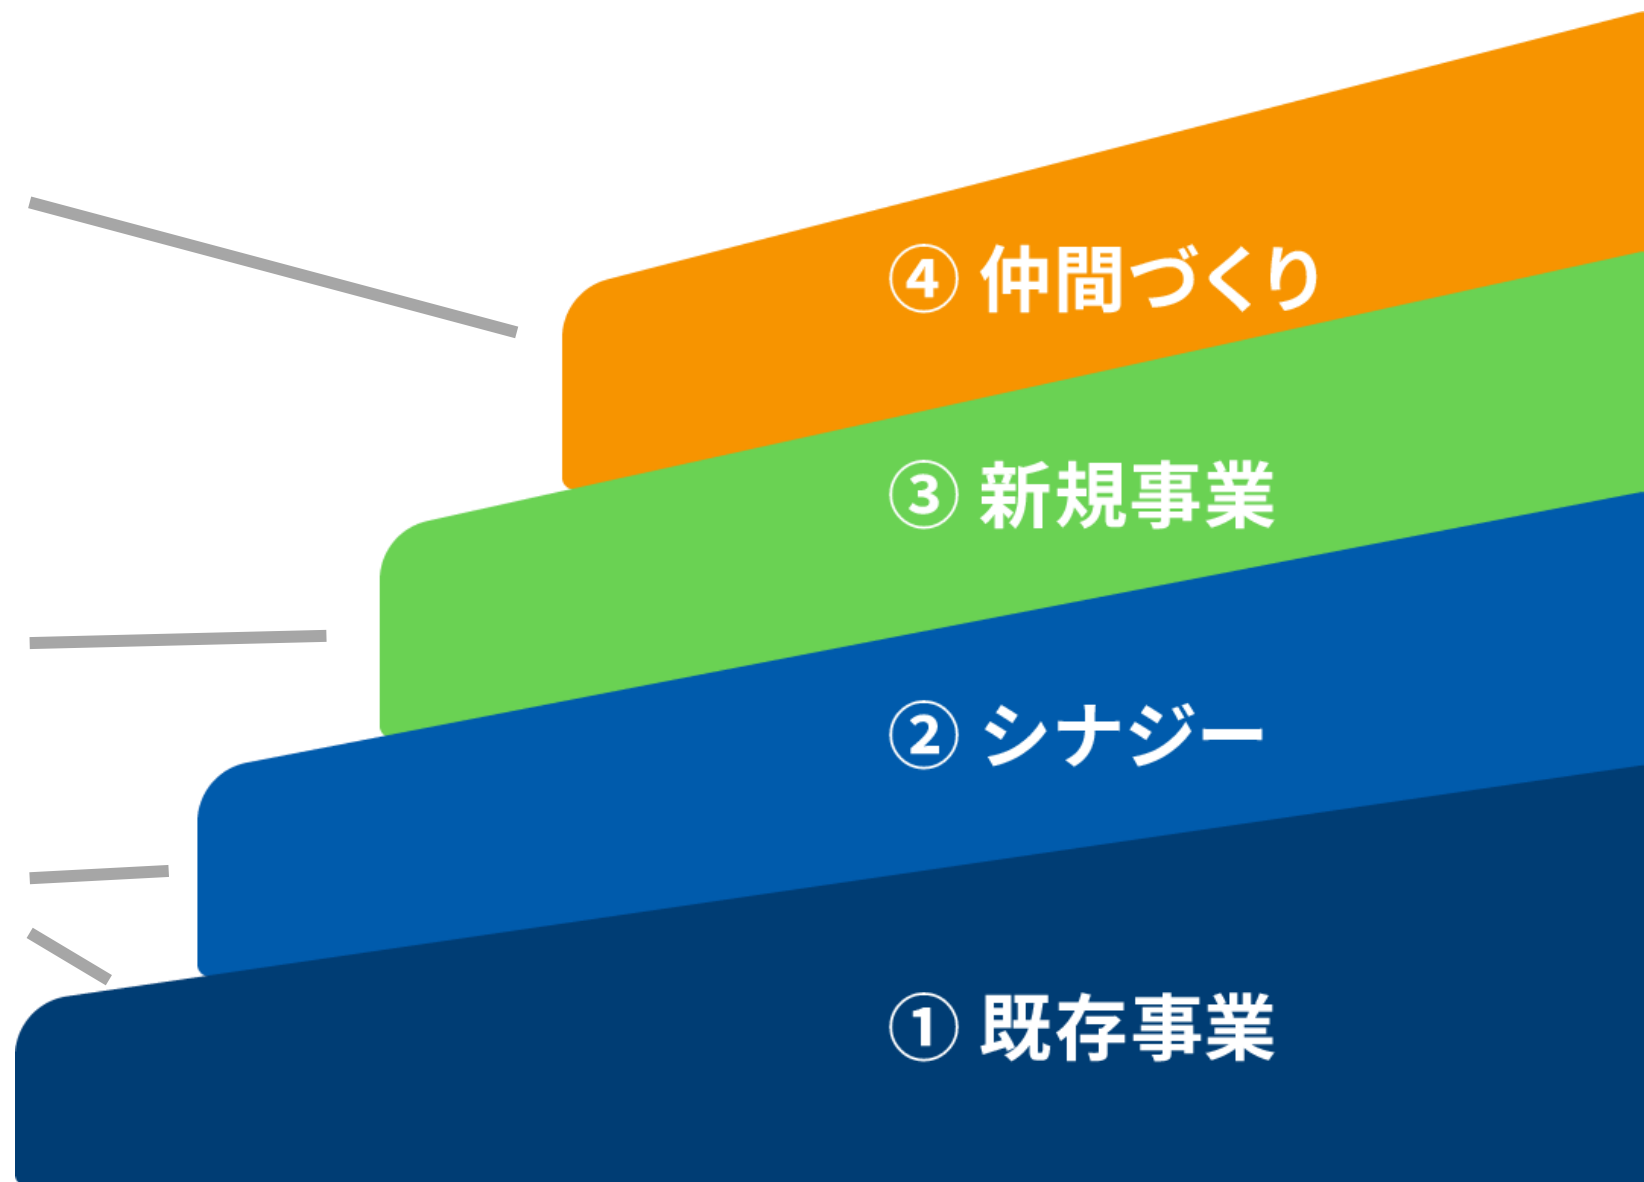 ④ 仲間づくり
③ 新規事業
② シナジー
① 既存事業